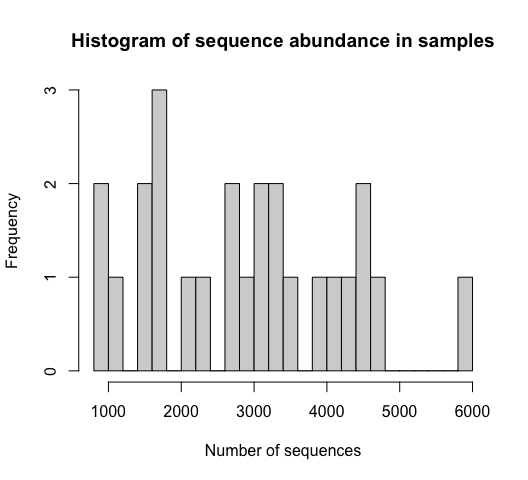 Histogram of sequence abundance in samples
3
2
1
0
Frequency
1000 2000 3000 4000 5000 6000
Number of sequences